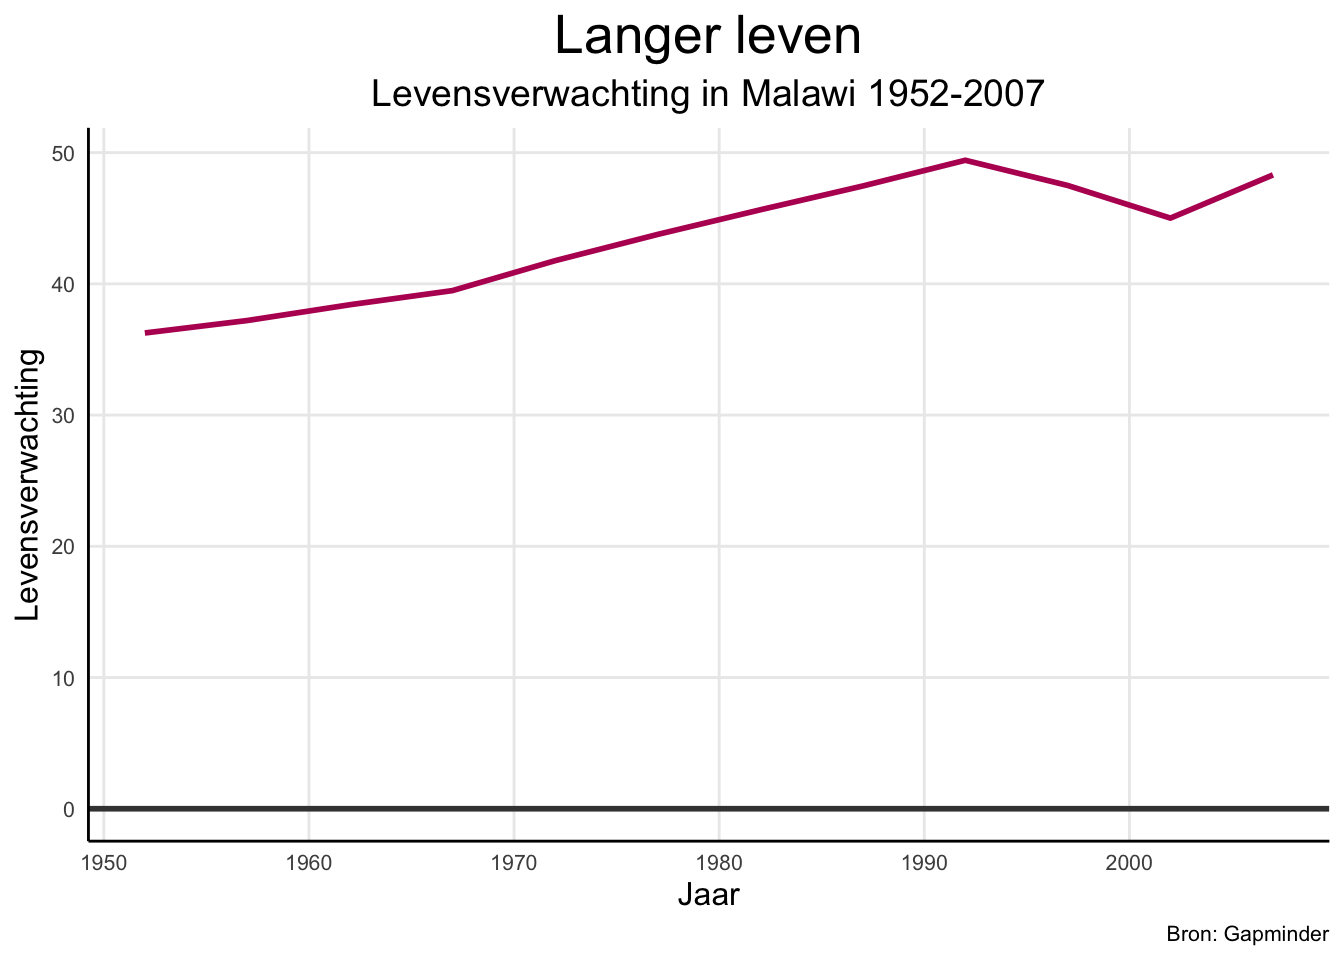 Langer leven
Levensverwachting in Malawi 1952-2007
Levensverwachting
50
40
30
20
10
0
1950 1960 1970 1980 1990 2000
Jaar
Bron: Gapminder